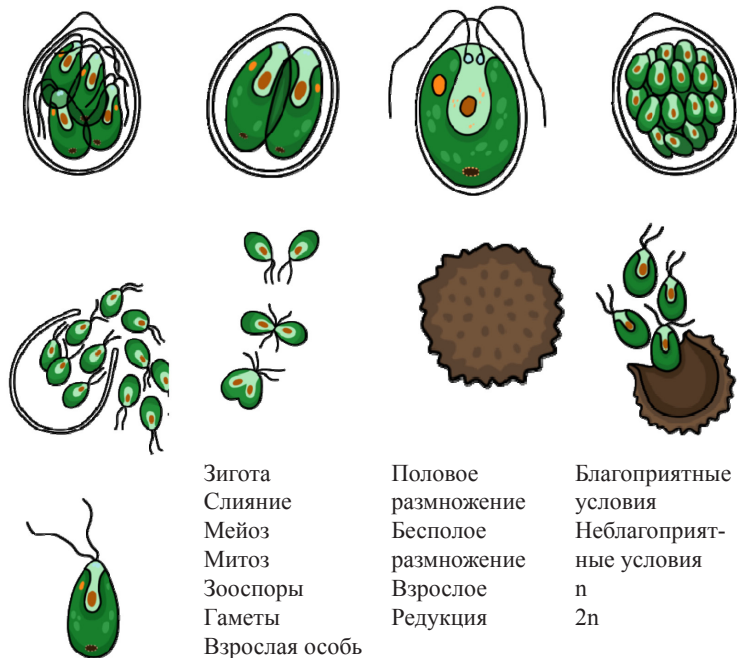 Зигота
Слияние
Мейоз
Митоз
Зооспоры
Гаметы
Взрослая особь
Половое
размножение
Бесполое
размножение
Взрослое
Редукция
Благоприятные
условия
Неблагоприят-
ные условия
n
2n